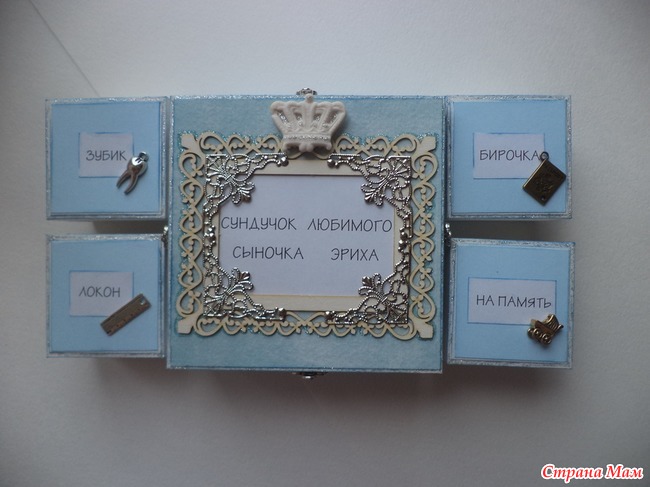 ЗУБИК
БИРОЧКА
СУНДУЧОК ЛЮБИМОГО
СЫНОЧКА ЭРИХА
ЛОКОН
НА ПАМЯТЬ
Страна Мам